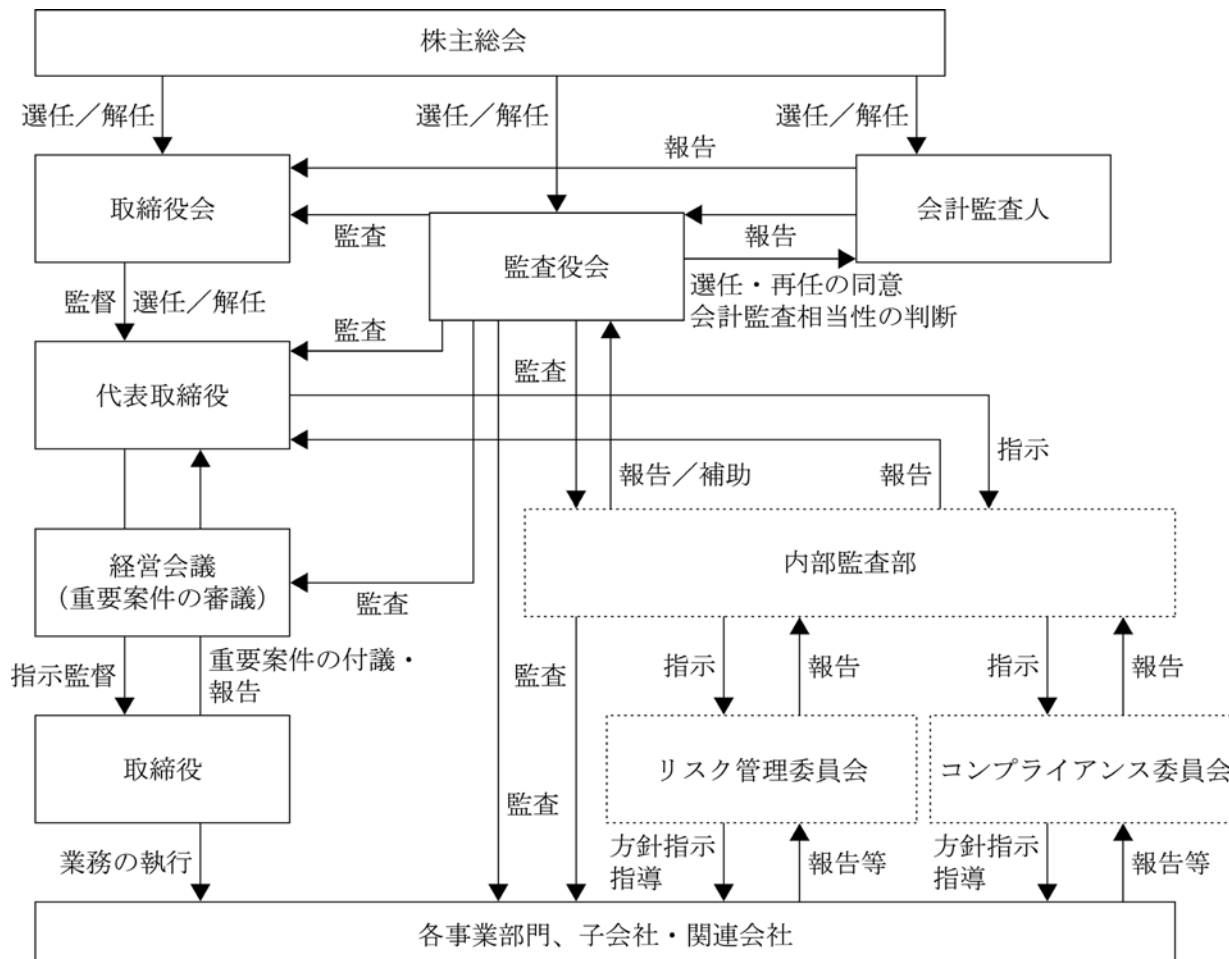 株主総会
選任／解任
選任／解任
選任／解任
報告
取締役会
会計監査人
監査
監査役会
報告
選任・再任の同意
会計監査相当性の判断
監督
選任／解任
監査
監査
代表取締役
指示
報告／補助
報告
経営会議
（重要案件の審議）
監査
内部監査部
指示監督
重要案件の付議・
報告
監査
指示
報告
指示
報告
取締役
リスク管理委員会
コンプライアンス委員会
監査
業務の執行
方針指示
指導
報告等
方針指示
指導
報告等
各事業部門、子会社・関連会社